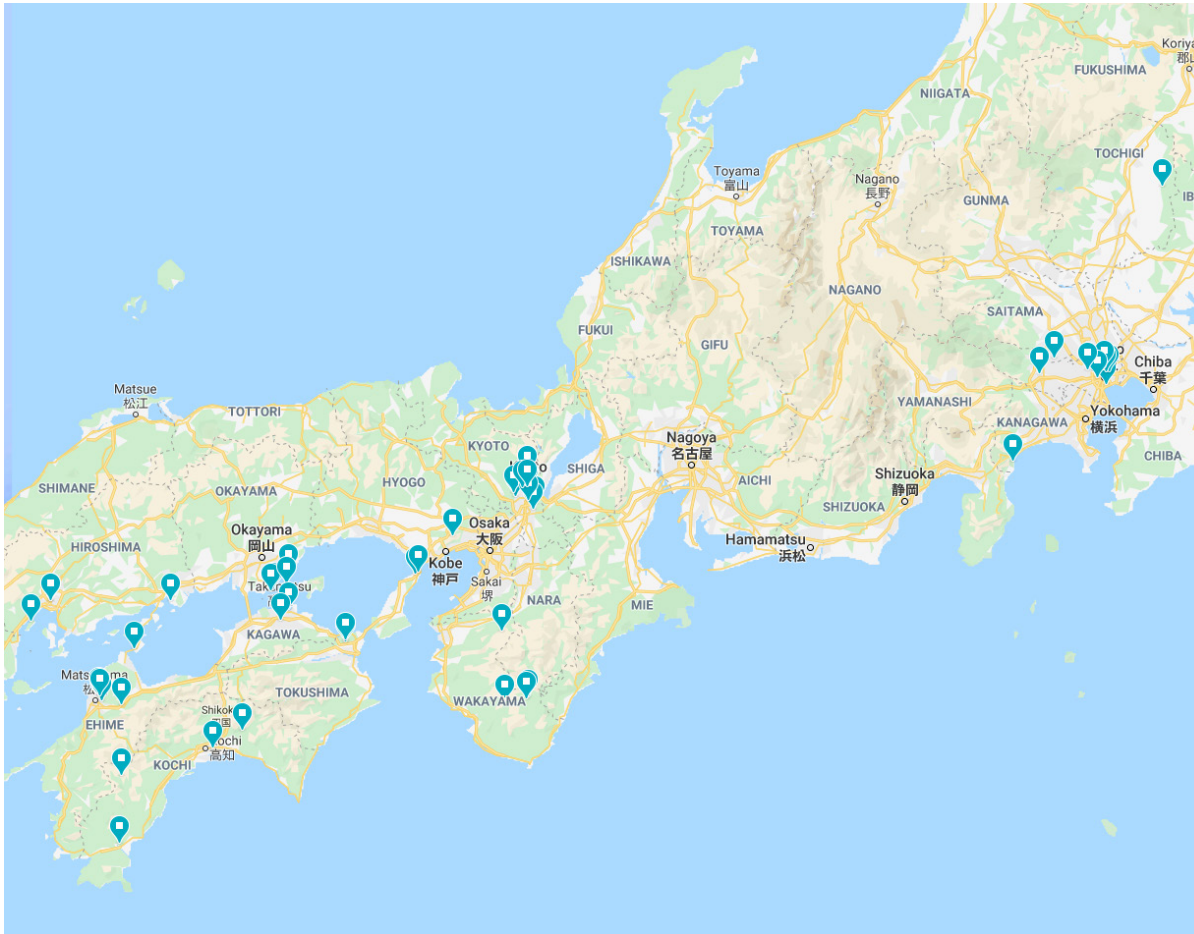 Koriya
郡山
FUKUSHIMA
NIIGATA
TOCHIGI
Toyama
富山
Nagano
長野
GUNMA
IB
TOYAMA
ISHIKAWA
NAGANO
SAITAMA
FUKUI
GIFU
Chiba
千葉
Matsue
松江
YAMANASHI
TOTTORI
KANAGAWA
Yokohama
横浜
KYOTO
Nagoya
名古屋
SHIGA
CHIBA
SHIMANE
OKAYAMA
HYOGO
AICHI
Shizuoka
静岡
SHIZUOKA
Okayama
岡山
Osaka
大阪
HIROSHIMA
Kobe
神戸
Hamamatsu
浜松
Sakai
堺
NARA
MIE
KAGAWA
TOKUSHIMA
WAKAYAMA
EHIME
KOCHI
高知